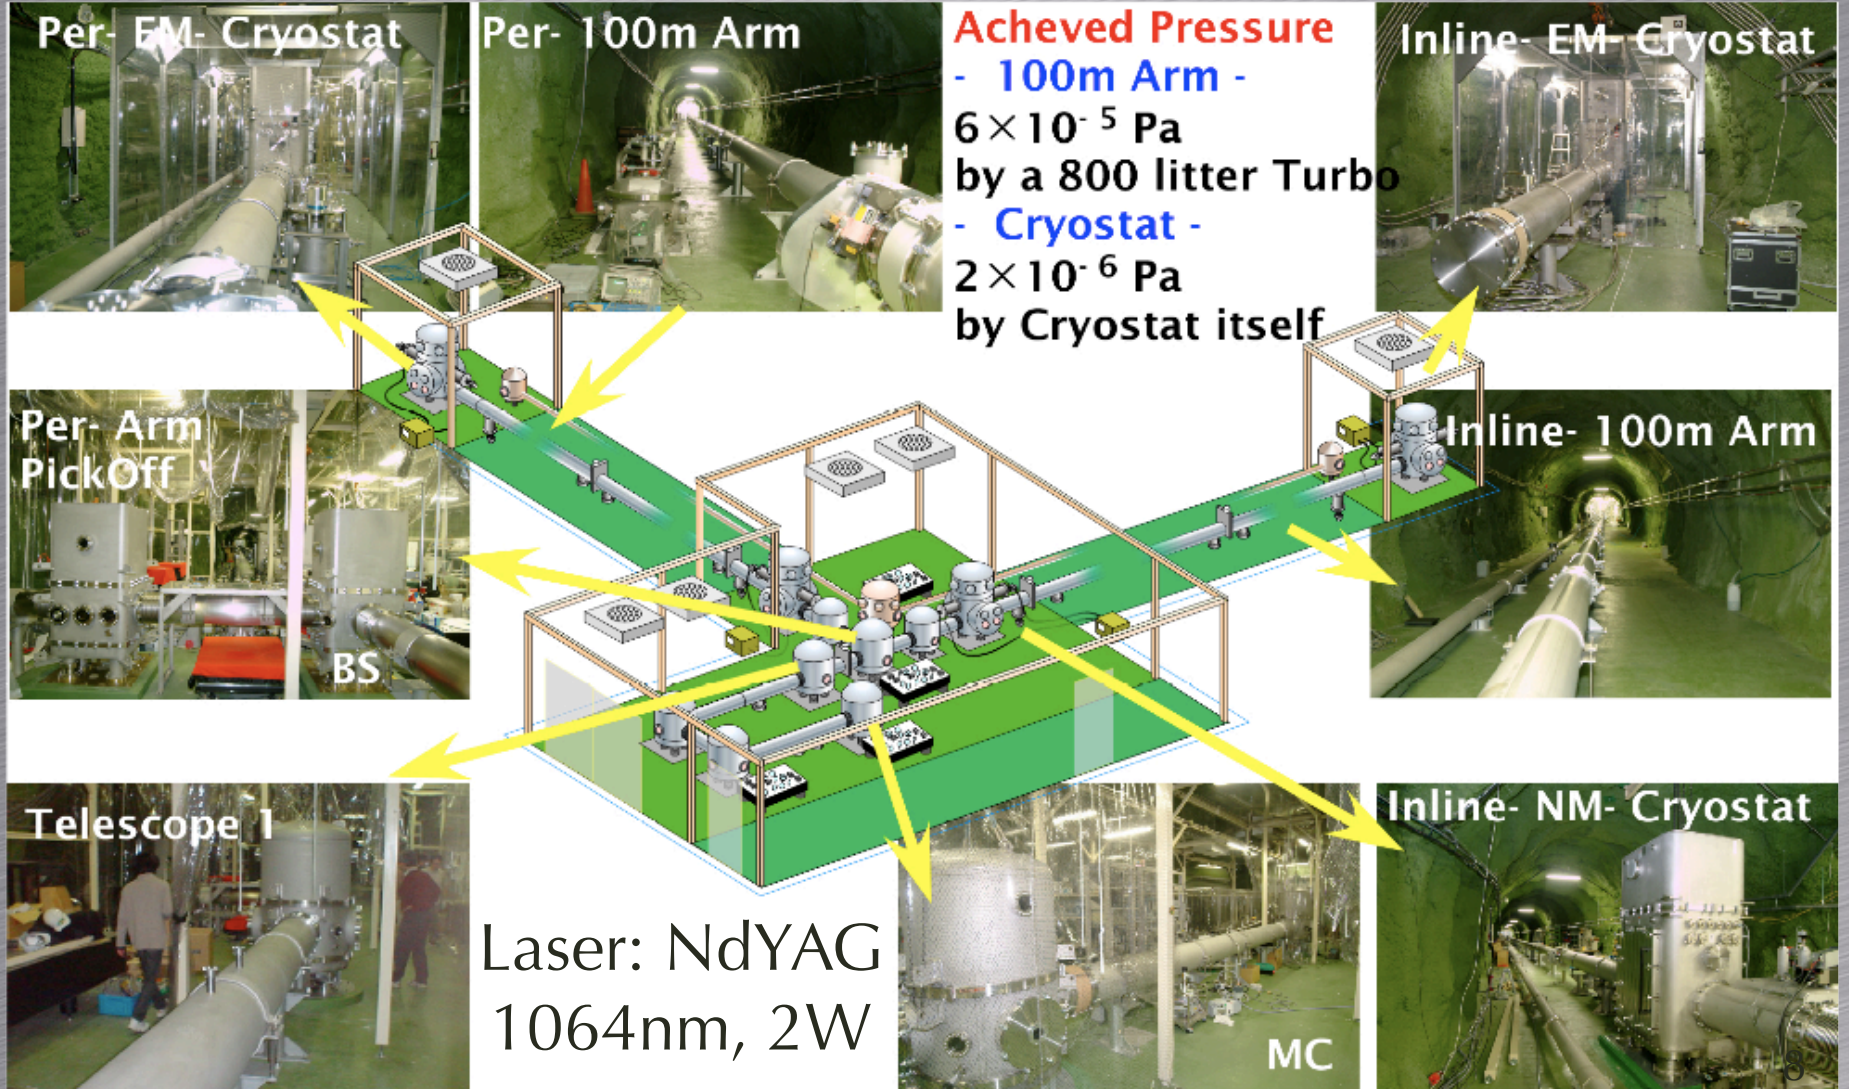 Per- EM- Cryostat
Per- 100m Arm
Acheved Pressure
- 100m Arm -
6×10⁻ ⁵ Pa
by a 800 litter Turbo
- Cryostat -
2×10⁻ ⁶ Pa
by Cryostat itself
Inline- EM- Cryostat
Per- Arm
PickOff
BS
Inline- 100m Arm
Telescope 1
Laser: NdYAG
1064nm, 2W
MC
Inline- NM- Cryostat
8